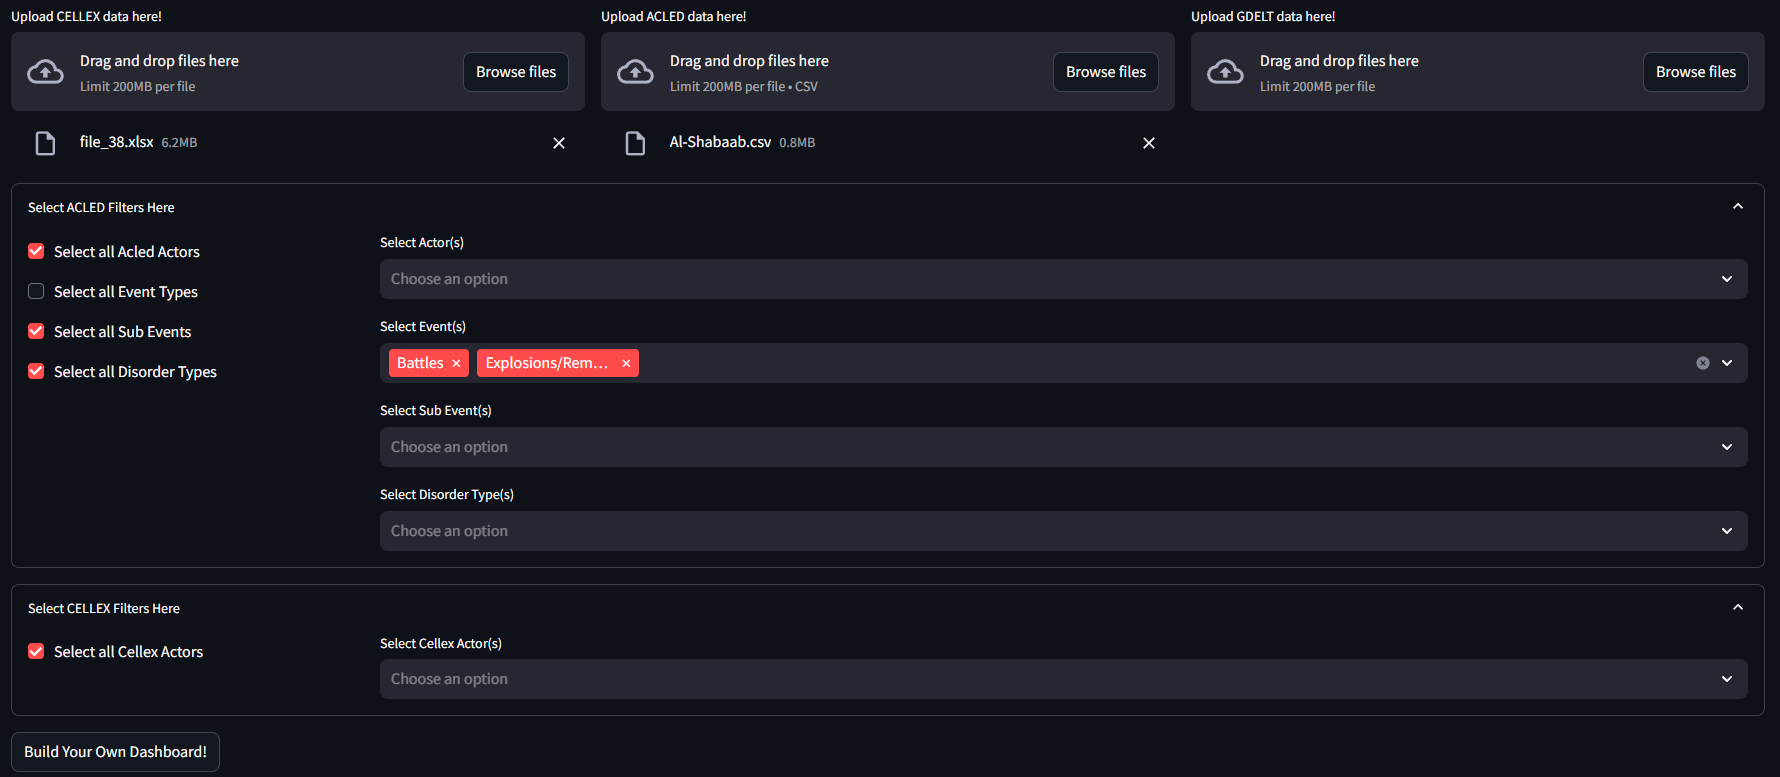 Upload CELLEX data here!
Drag and drop files here
Limit 200MB per file
Browse files
file_38.xlsx 6.2MB
Upload ACLED data here!
Drag and drop files here
Limit 200MB per file • CSV
Browse files
Al-Shabaab.csv 0.8MB
Upload GDELT data here!
Drag and drop files here
Limit 200MB per file
Browse files
Select ACLED Filters Here
Select all Acled Actors
Select all Event Types
Select all Sub Events
Select all Disorder Types
Select Actor(s)
Choose an option
Select Event(s)
Battles Explosions/Rem...
Select Sub Event(s)
Choose an option
Select Disorder Type(s)
Choose an option
Select CELLEX Filters Here
Select all Cellex Actors
Select Cellex Actor(s)
Choose an option
Build Your Own Dashboard!